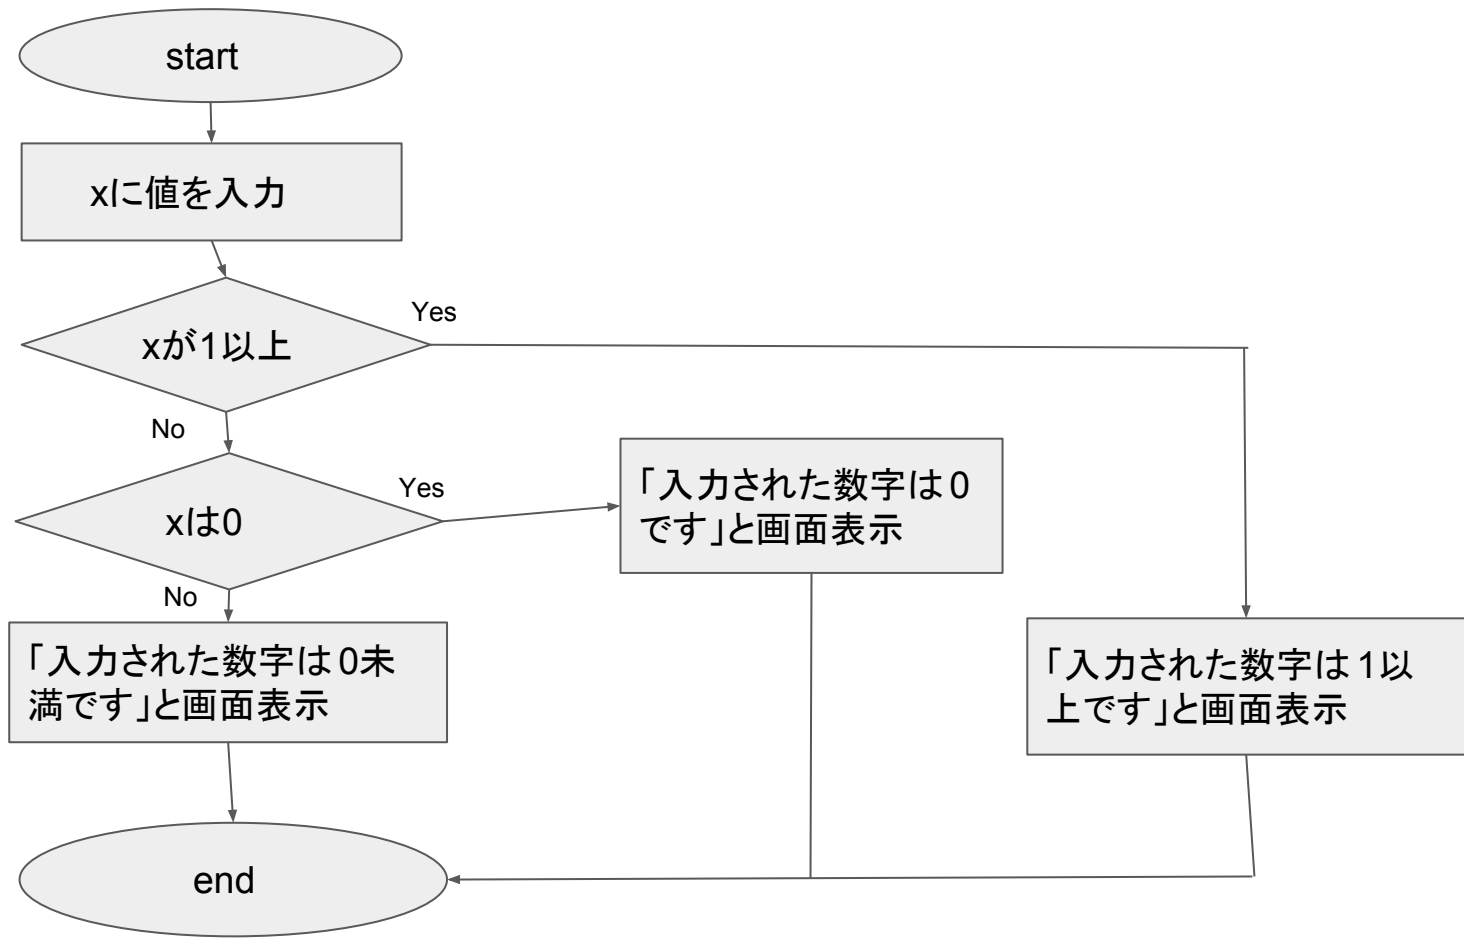 start
xに値を入力
Yes
xが1以上
No
Yes
「入力された数字は0
です」と画面表示
xは0
No
「入力された数字は0未
満です」と画面表示
「入力された数字は1以
上です」と画面表示
end